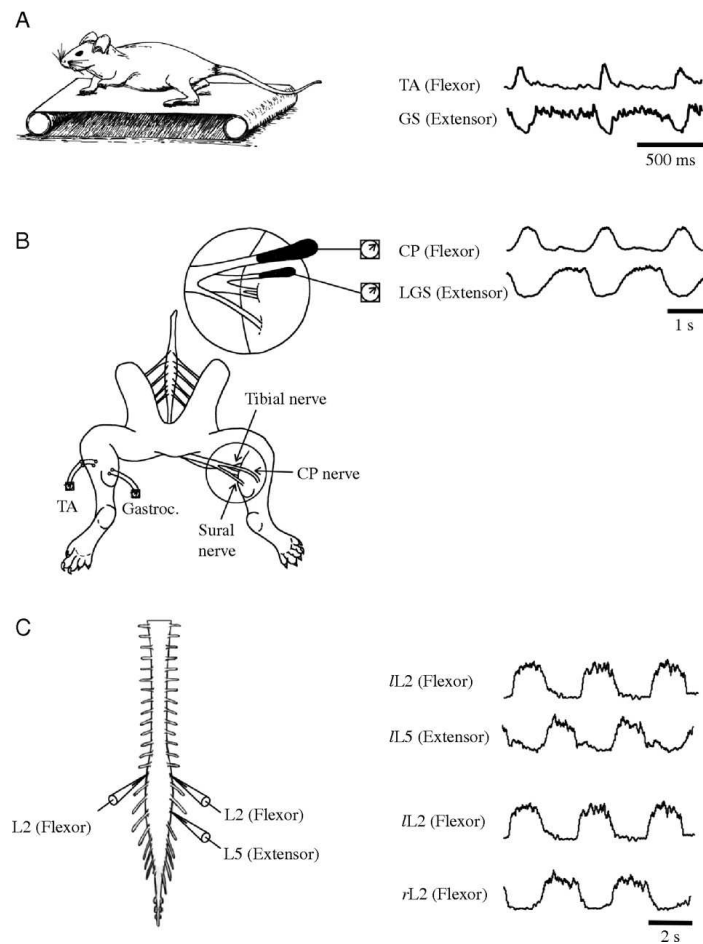 A
TA (Flexor)
GS (Extensor)
500 ms
B
CP (Flexor)
LGS (Extensor)
1 s
Tibial nerve
CP nerve
TA
Gastroc.
Sural
nerve
C
lL2 (Flexor)
lL5 (Extensor)
L2 (Flexor)
L2 (Flexor)
L5 (Extensor)
lL2 (Flexor)
rL2 (Flexor)
2 s